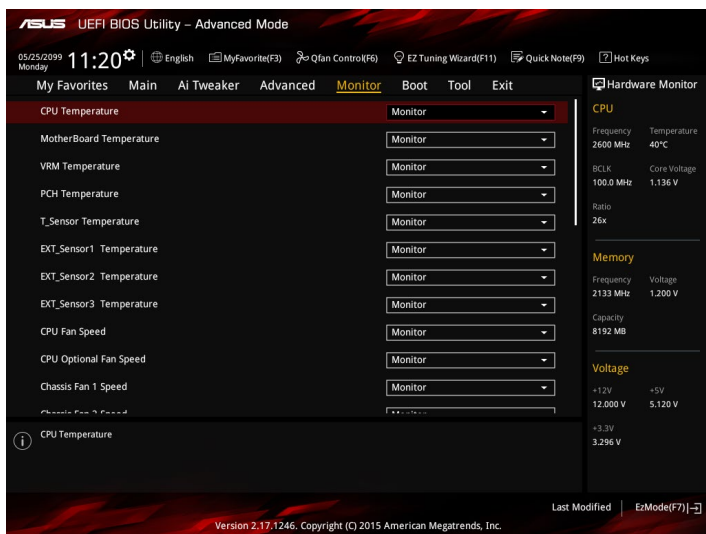 ASUS UEFI BIOS Utility – Advanced Mode
05/25/2099
Monday
11:20
English
MyFavorite(F3)
Qfan Control(F6)
EZ Tuning Wizard(F11)
Quick Note(F9)
? Hot Keys
My Favorites Main Ai Tweaker Advanced Monitor Boot Tool Exit
CPU Temperature Monitor
MotherBoard Temperature Monitor
VRM Temperature Monitor
PCH Temperature Monitor
T_Sensor Temperature Monitor
EXT_Sensor1 Temperature Monitor
EXT_Sensor2 Temperature Monitor
EXT_Sensor3 Temperature Monitor
CPU Fan Speed Monitor
CPU Optional Fan Speed Monitor
Chassis Fan 1 Speed Monitor
Chassis Fan 2 Speed Monitor
i CPU Temperature
Hardware Monitor
CPU
Frequency Temperature
2600 MHz 40°C
BCLK Core Voltage
100.0 MHz 1.136 V
Ratio
26x
Memory
Frequency Voltage
2133 MHz 1.200 V
Capacity
8192 MB
Voltage
+12V +5V
12.000 V 5.120 V
+3.3V
3.296 V
Last Modified
EzMode(F7)
Version 2.17.1246. Copyright (C) 2015 American Megatrends, Inc.